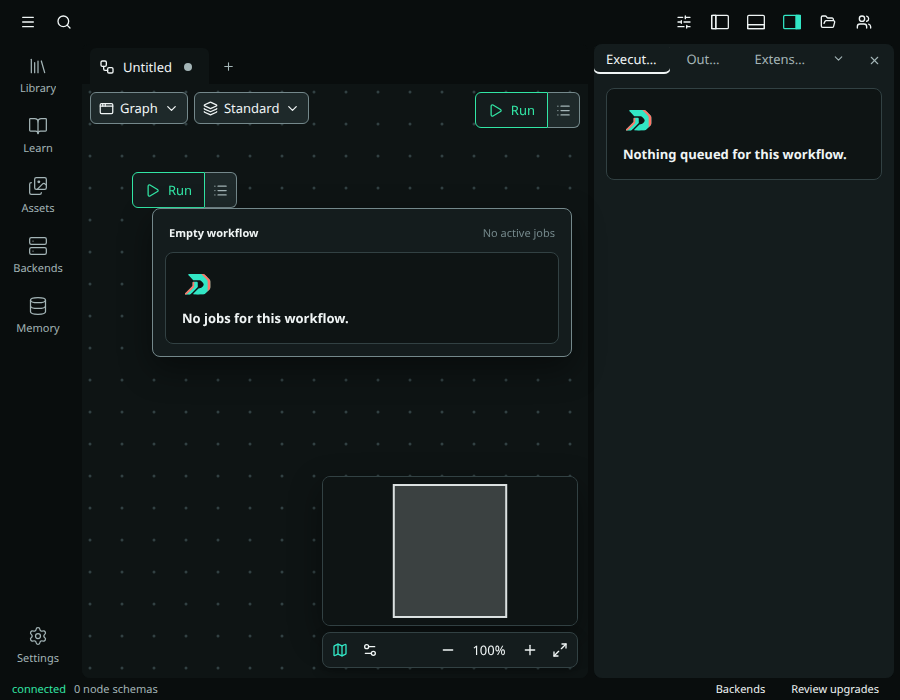 Untitled
Execut...
Out...
Extens...
Library
Learn
Assets
Backends
Memory
Settings
Graph
Standard
Run
Run
Empty workflow
No active jobs
No jobs for this workflow.
Nothing queued for this workflow.
100%
connected
0 node schemas
Backends
Review upgrades